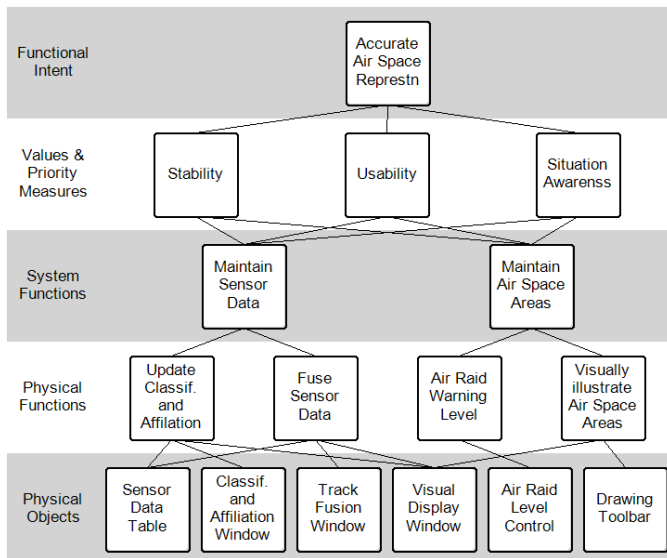 Functional
Intent
Accurate
Air Space
Represtn
Values &
Priority
Measures
Stability
Usability
Situation
Awarenss
System
Functions
Maintain
Sensor
Data
Maintain
Air Space
Areas
Physical
Functions
Update
Classif.
and
Affilation
Fuse
Sensor
Data
Air Raid
Warning
Level
Visually
illustrate
Air Space
Areas
Physical
Objects
Sensor
Data
Table
Classif.
and
Affiliation
Window
Track
Fusion
Window
Visual
Display
Window
Air Raid
Level
Control
Drawing
Toolbar